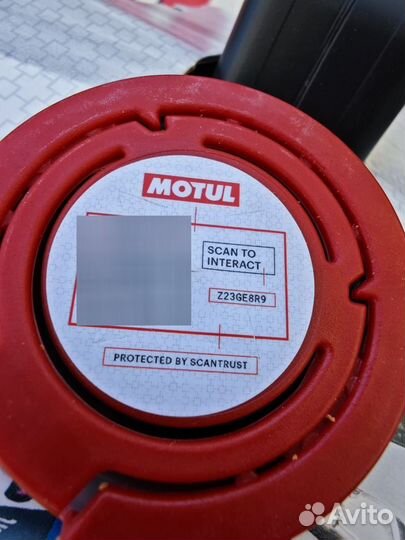 MOTUL
SCAN TO
INTERACT
Z23GE8R9
PROTECTED BY SCANTRUST
Avito